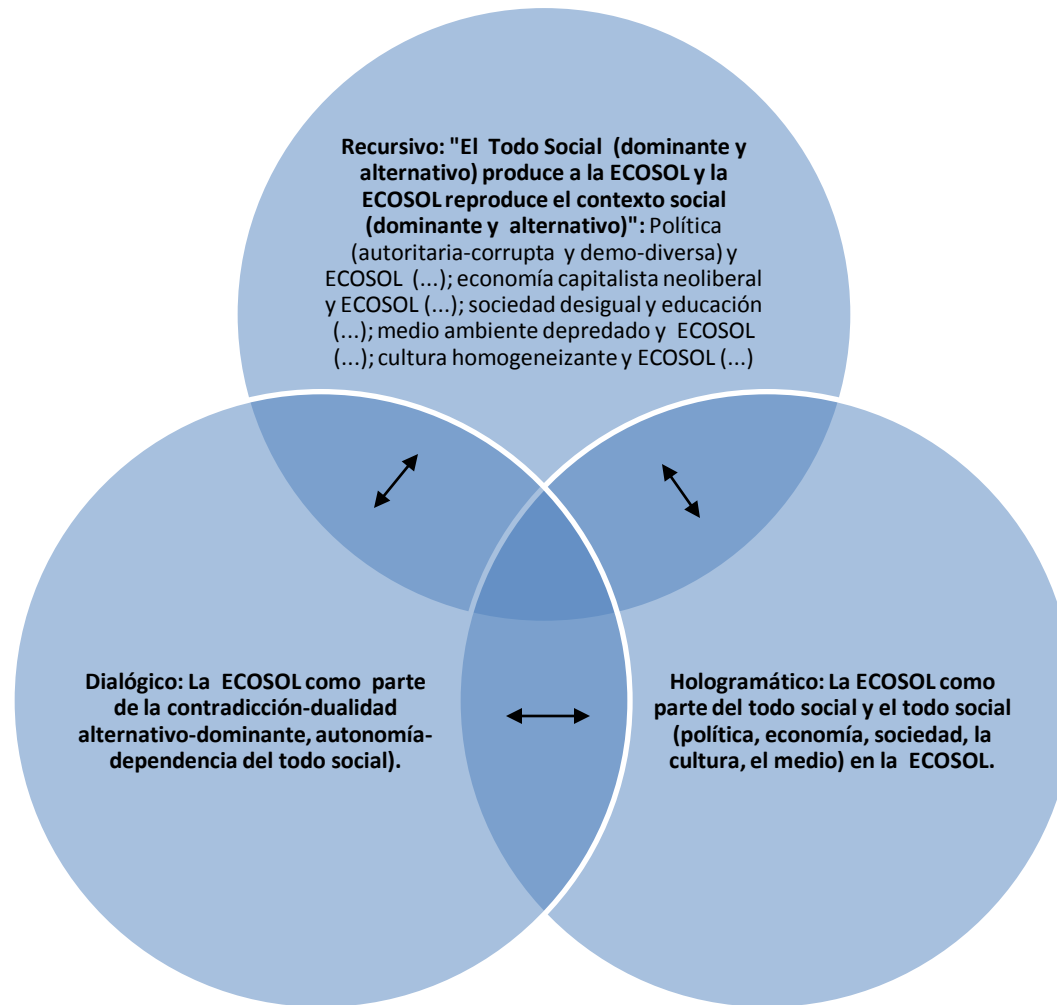 Recursivo: "El Todo Social (dominante y
alternativo) produce a la ECOSOL y la
ECOSOL reproduce el contexto social
(dominante y alternativo)": Política
(autoritaria-corrupta y demo-diversa) y
ECOSOL (...); economía capitalista neoliberal
y ECOSOL (...); sociedad desigual y educación
(...); medio ambiente depredado y ECOSOL
(...); cultura homogeneizante y ECOSOL (...)
Dialógico: La ECOSOL como parte
de la contradicción-dualidad
alternativo-dominante, autonomía-
dependencia del todo social).
Hologramático: La ECOSOL como
parte del todo social y el todo social
(política, economía, sociedad, la
cultura, el medio) en la ECOSOL.